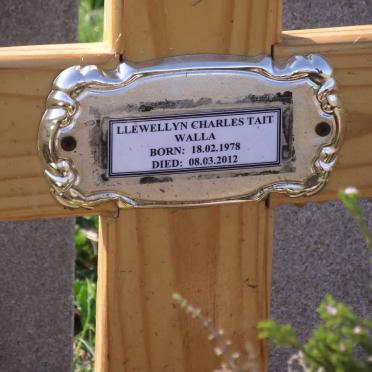 LLEWELLYN CHARLES TAIT
WALLA
BORN: 18.02.1978
DIED: 08.03.2012